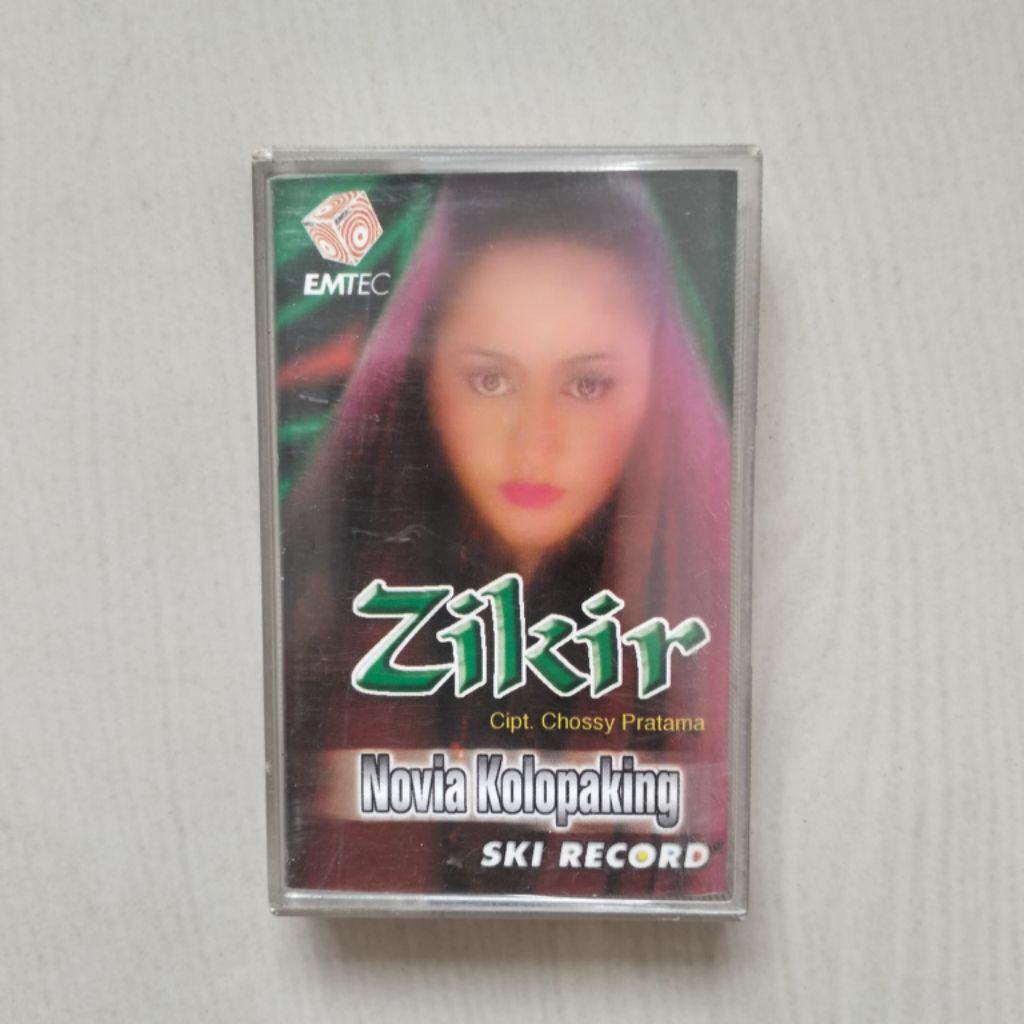 EMTEC
Zikir
Cipt. Chossy Pratama
Novia Kolopaking
SKI RECORD